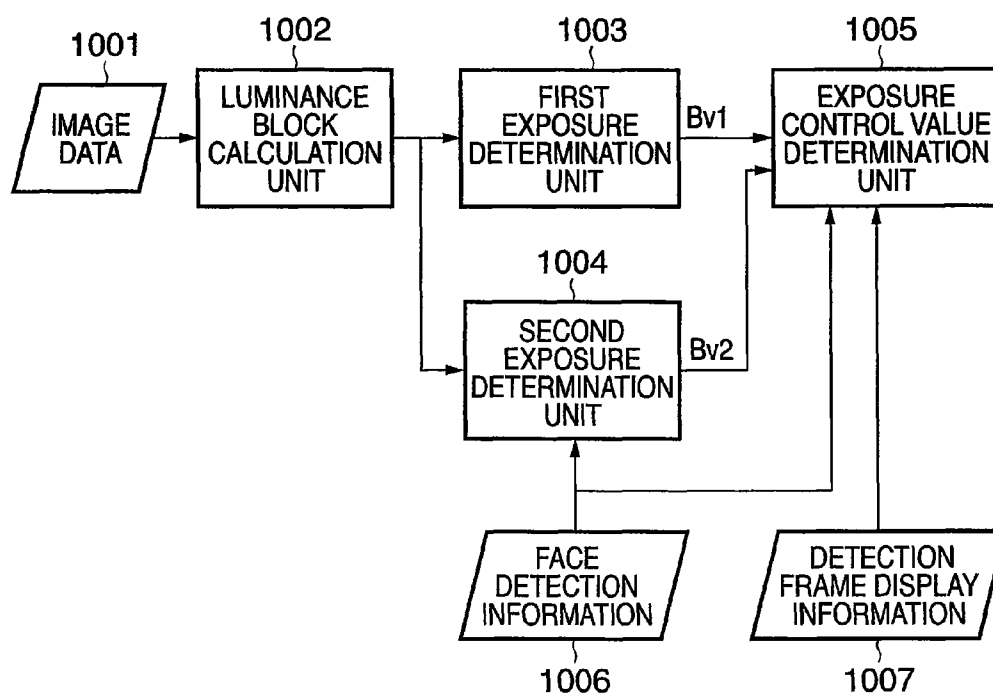 1001
IMAGE
DATA
1002
LUMINANCE
BLOCK
CALCULATION
UNIT
1003
FIRST
EXPOSURE
DETERMINATION
UNIT
Bv1
1005
EXPOSURE
CONTROL VALUE
DETERMINATION
UNIT
1004
SECOND
EXPOSURE
DETERMINATION
UNIT
Bv2
FACE
DETECTION
INFORMATION
1006
DETECTION
FRAME DISPLAY
INFORMATION
1007